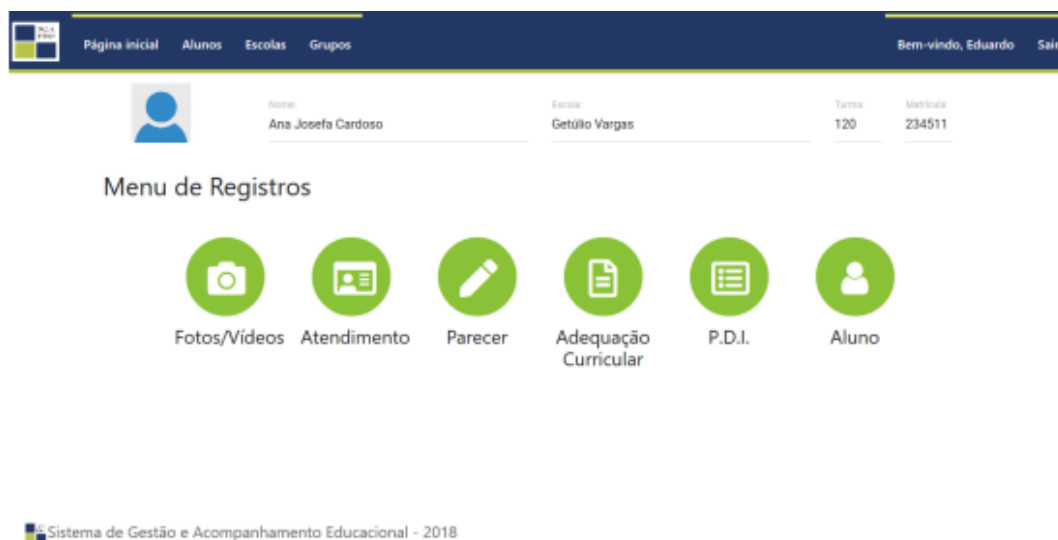 Página inicial Alunos Escolas Grupos Bem-vindo, Eduardo Sair
Nome: Escola: Turma: Matrícula:
Ana Josefa Cardoso Getúlio Vargas 120 234511
Menu de Registros
Fotos/Vídeos Atendimento Parecer Adequação Curricular P.D.I. Aluno
Sistema de Gestão e Acompanhamento Educacional - 2018